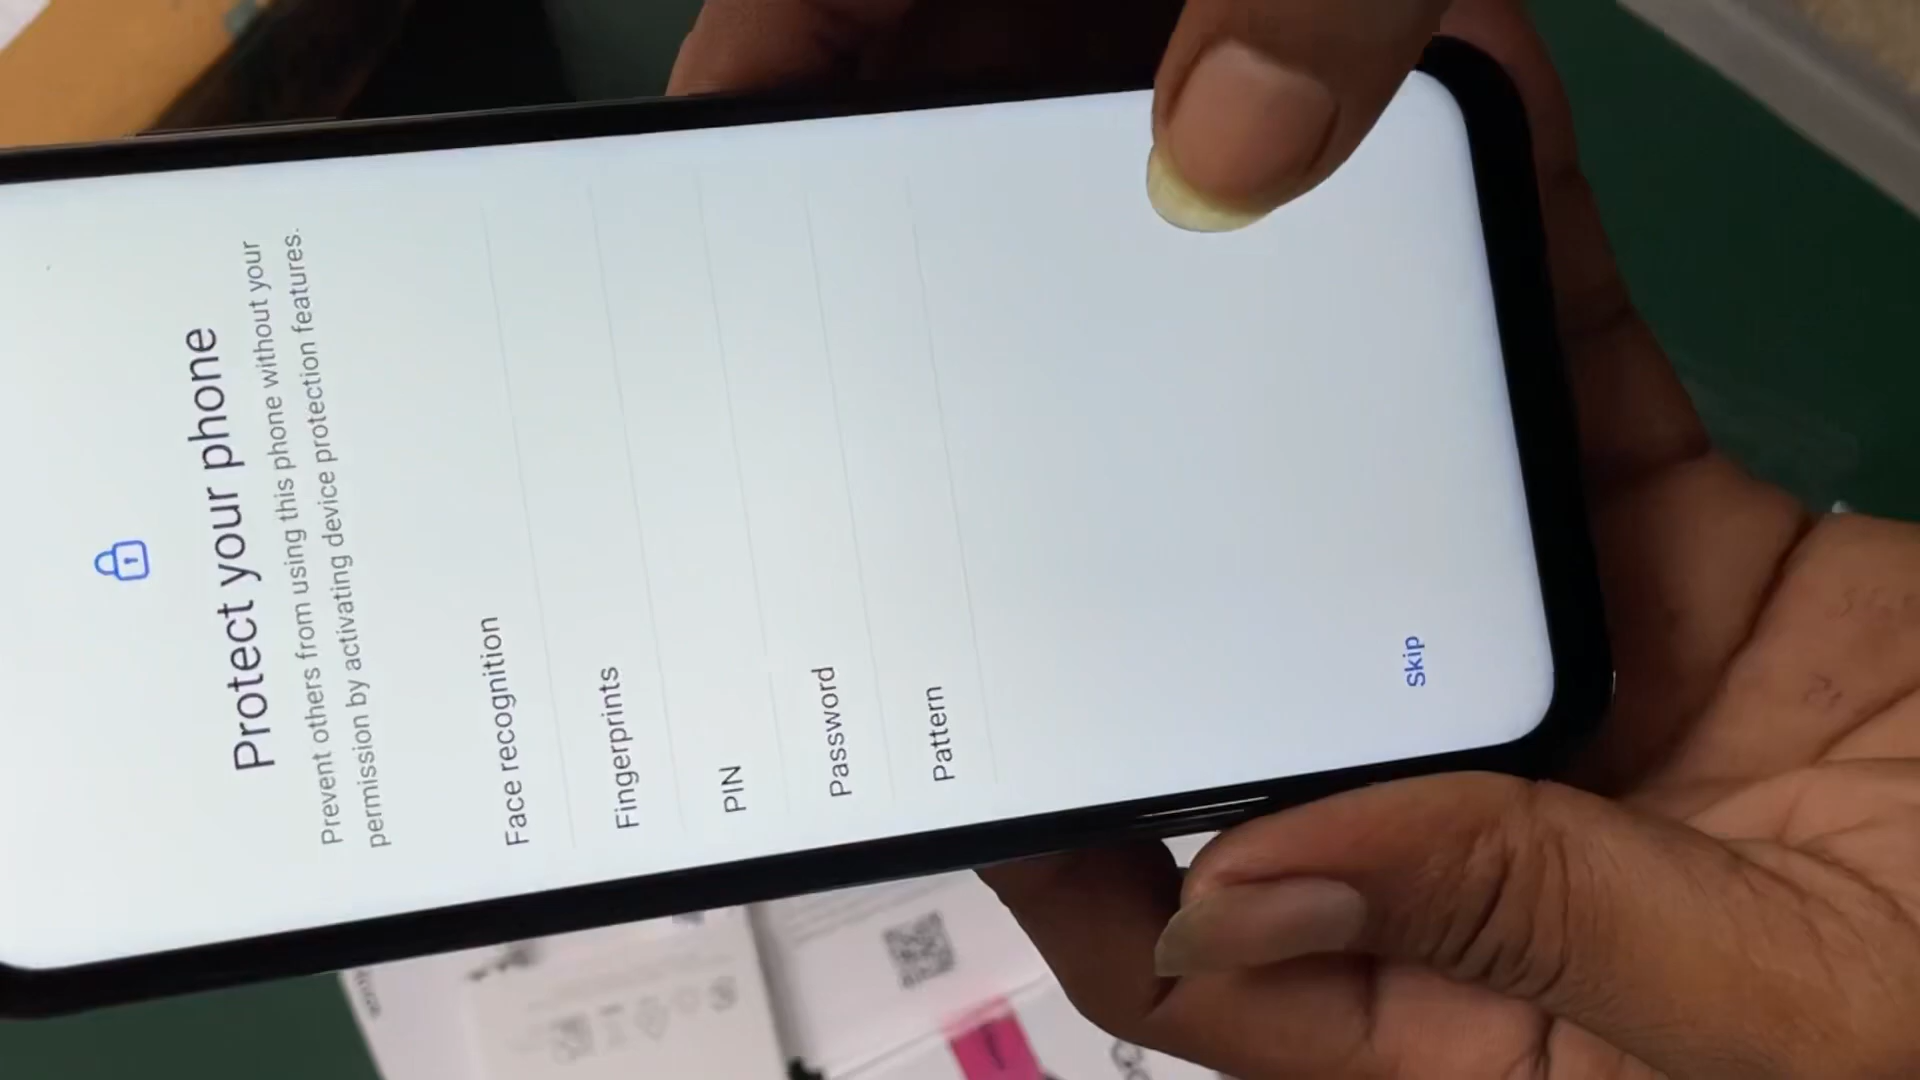 Protect your phone
Prevent others from using this phone without your
permission by activating device protection features.
Face recognition
Fingerprints
PIN
Password
Pattern
Skip